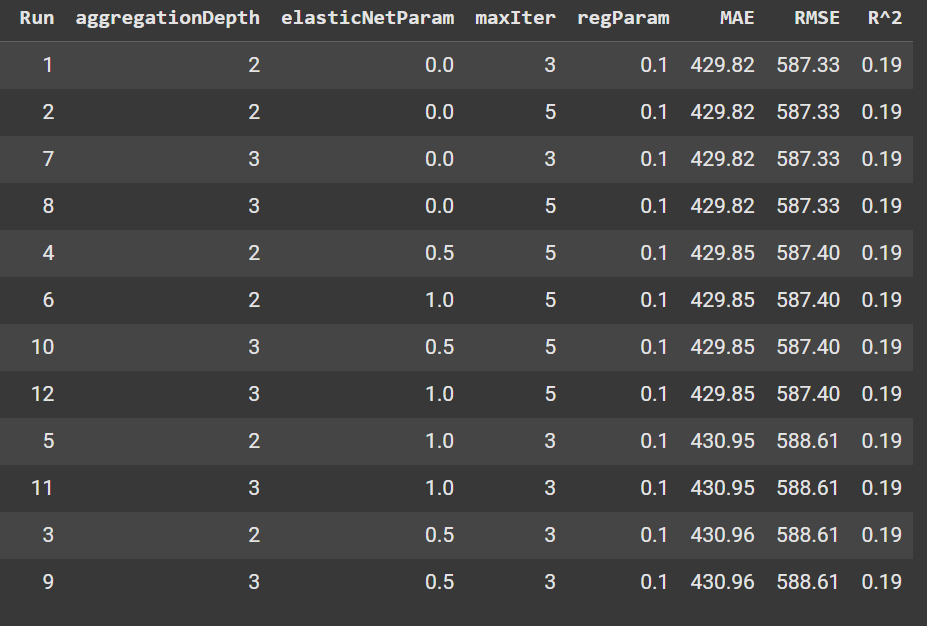 Run aggregationDepth elasticNetParam maxIter regParam MAE RMSE R^2
1 2 0.0 3 0.1 429.82 587.33 0.19
2 2 0.0 5 0.1 429.82 587.33 0.19
7 3 0.0 3 0.1 429.82 587.33 0.19
8 3 0.0 5 0.1 429.82 587.33 0.19
4 2 0.5 5 0.1 429.85 587.40 0.19
6 2 1.0 5 0.1 429.85 587.40 0.19
10 3 0.5 5 0.1 429.85 587.40 0.19
12 3 1.0 5 0.1 429.85 587.40 0.19
5 2 1.0 3 0.1 430.95 588.61 0.19
11 3 1.0 3 0.1 430.95 588.61 0.19
3 2 0.5 3 0.1 430.96 588.61 0.19
9 3 0.5 3 0.1 430.96 588.61 0.19